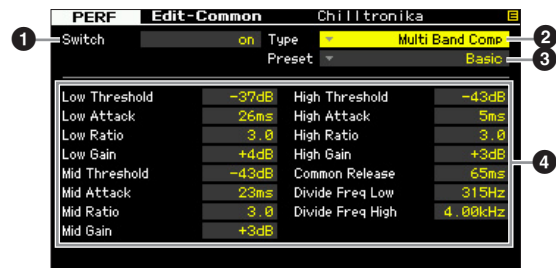 PERF Edit-Common Chilltronika
1 Switch on Type Multi Band Comp 2
Preset Basic 3
Low Threshold -37dB High Threshold -43dB
Low Attack 26ms High Attack 5ms
Low Ratio 3.0 High Ratio 3.0
Low Gain +4dB High Gain +3dB
Mid Threshold -43dB Common Release 65ms 4
Mid Attack 23ms Divide Freq Low 315Hz
Mid Ratio 3.0 Divide Freq High 4.00kHz
Mid Gain +3dB